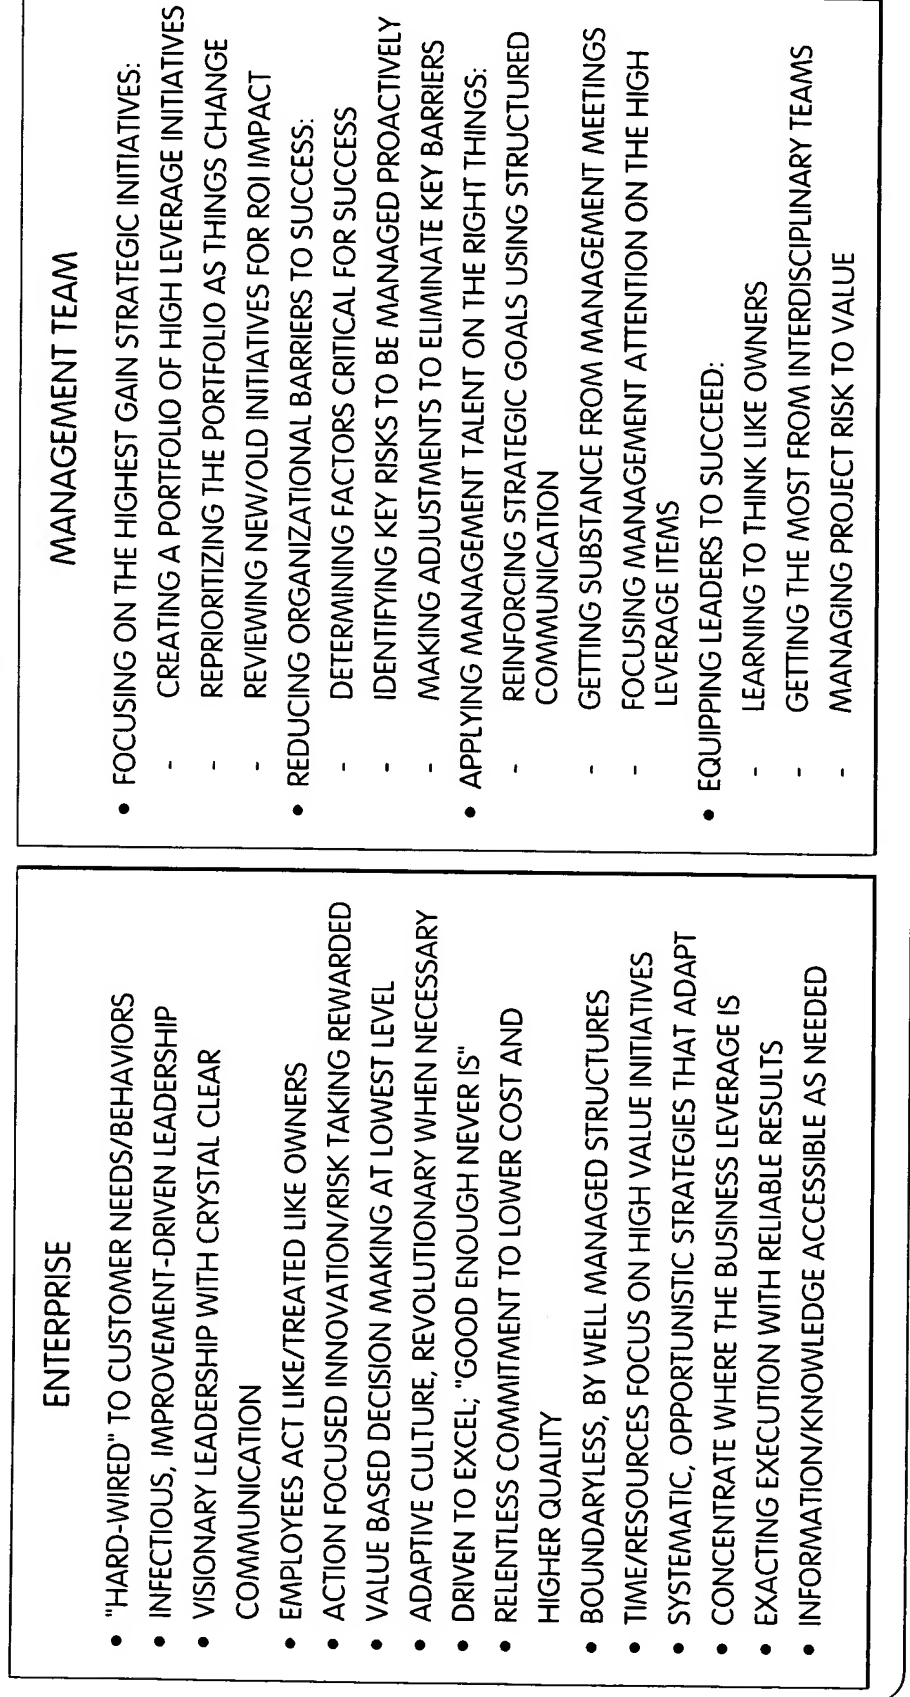 ENTERPRISE
• "HARD-WIRED" TO CUSTOMER NEEDS/BEHAVIORS
• INFECTIOUS, IMPROVEMENT-DRIVEN LEADERSHIP
• VISIONARY LEADERSHIP WITH CRYSTAL CLEAR
COMMUNICATION
• EMPLOYEES ACT LIKE/TREATED LIKE OWNERS
• ACTION FOCUSED INNOVATION/RISK TAKING REWARDED
• VALUE BASED DECISION MAKING AT LOWEST LEVEL
• ADAPTIVE CULTURE, REVOLUTIONARY WHEN NECESSARY
• DRIVEN TO EXCEL; "GOOD ENOUGH NEVER IS"
• RELENTLESS COMMITMENT TO LOWER COST AND
HIGHER QUALITY
• BOUNDARYLESS, BY WELL MANAGED STRUCTURES
• TIME/RESOURCES FOCUS ON HIGH VALUE INITIATIVES
• SYSTEMATIC, OPPORTUNISTIC STRATEGIES THAT ADAPT
• CONCENTRATE WHERE THE BUSINESS LEVERAGE IS
• EXACTING EXECUTION WITH RELIABLE RESULTS
• INFORMATION/KNOWLEDGE ACCESSIBLE AS NEEDED
MANAGEMENT TEAM
• FOCUSING ON THE HIGHEST GAIN STRATEGIC INITIATIVES:
- CREATING A PORTFOLIO OF HIGH LEVERAGE INITIATIVES
- REPRIORITIZING THE PORTFOLIO AS THINGS CHANGE
- REVIEWING NEW/OLD INITIATIVES FOR ROI IMPACT
• REDUCING ORGANIZATIONAL BARRIERS TO SUCCESS:
- DETERMINING FACTORS CRITICAL FOR SUCCESS
- IDENTIFYING KEY RISKS TO BE MANAGED PROACTIVELY
- MAKING ADJUSTMENTS TO ELIMINATE KEY BARRIERS
• APPLYING MANAGEMENT TALENT ON THE RIGHT THINGS:
- REINFORCING STRATEGIC GOALS USING STRUCTURED
COMMUNICATION
- GETTING SUBSTANCE FROM MANAGEMENT MEETINGS
- FOCUSING MANAGEMENT ATTENTION ON THE HIGH
LEVERAGE ITEMS
• EQUIPPING LEADERS TO SUCCEED:
- LEARNING TO THINK LIKE OWNERS
- GETTING THE MOST FROM INTERDISCIPLINARY TEAMS
- MANAGING PROJECT RISK TO VALUE